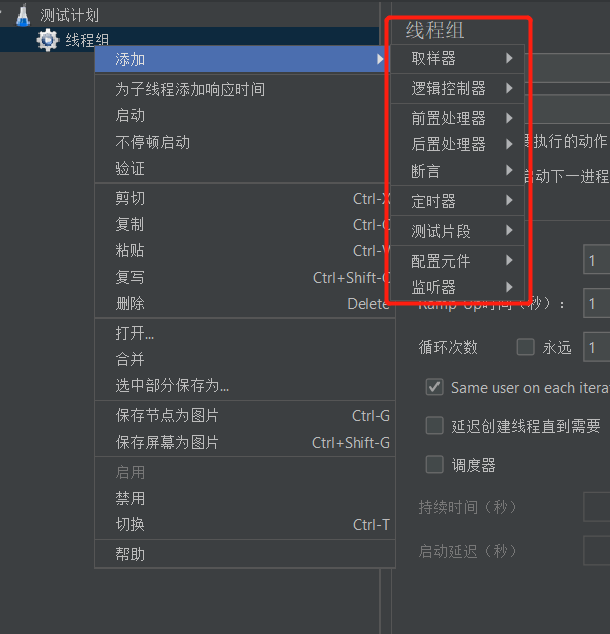 测试计划
线程组
添加
为子线程添加响应时间
启动
不停顿启动
验证
剪切 Ctrl-X
复制 Ctrl-C
粘贴 Ctrl-V
复写 Ctrl+Shift-C
删除 Delete
打开...
合并
选中部分保存为...
保存节点为图片 Ctrl-G
保存屏幕为图片 Ctrl+Shift-G
启用
禁用
切换 Ctrl-T
帮助
线程组
取样器
逻辑控制器
前置处理器
后置处理器
断言
定时器
测试片段
配置元件
监听器
执行的动作
启动下一进程
1
Ramp-Up时间（秒）： 1
循环次数 永远 1
Same user on each itera
延迟创建线程直到需要
调度器
持续时间（秒）
启动延迟（秒）